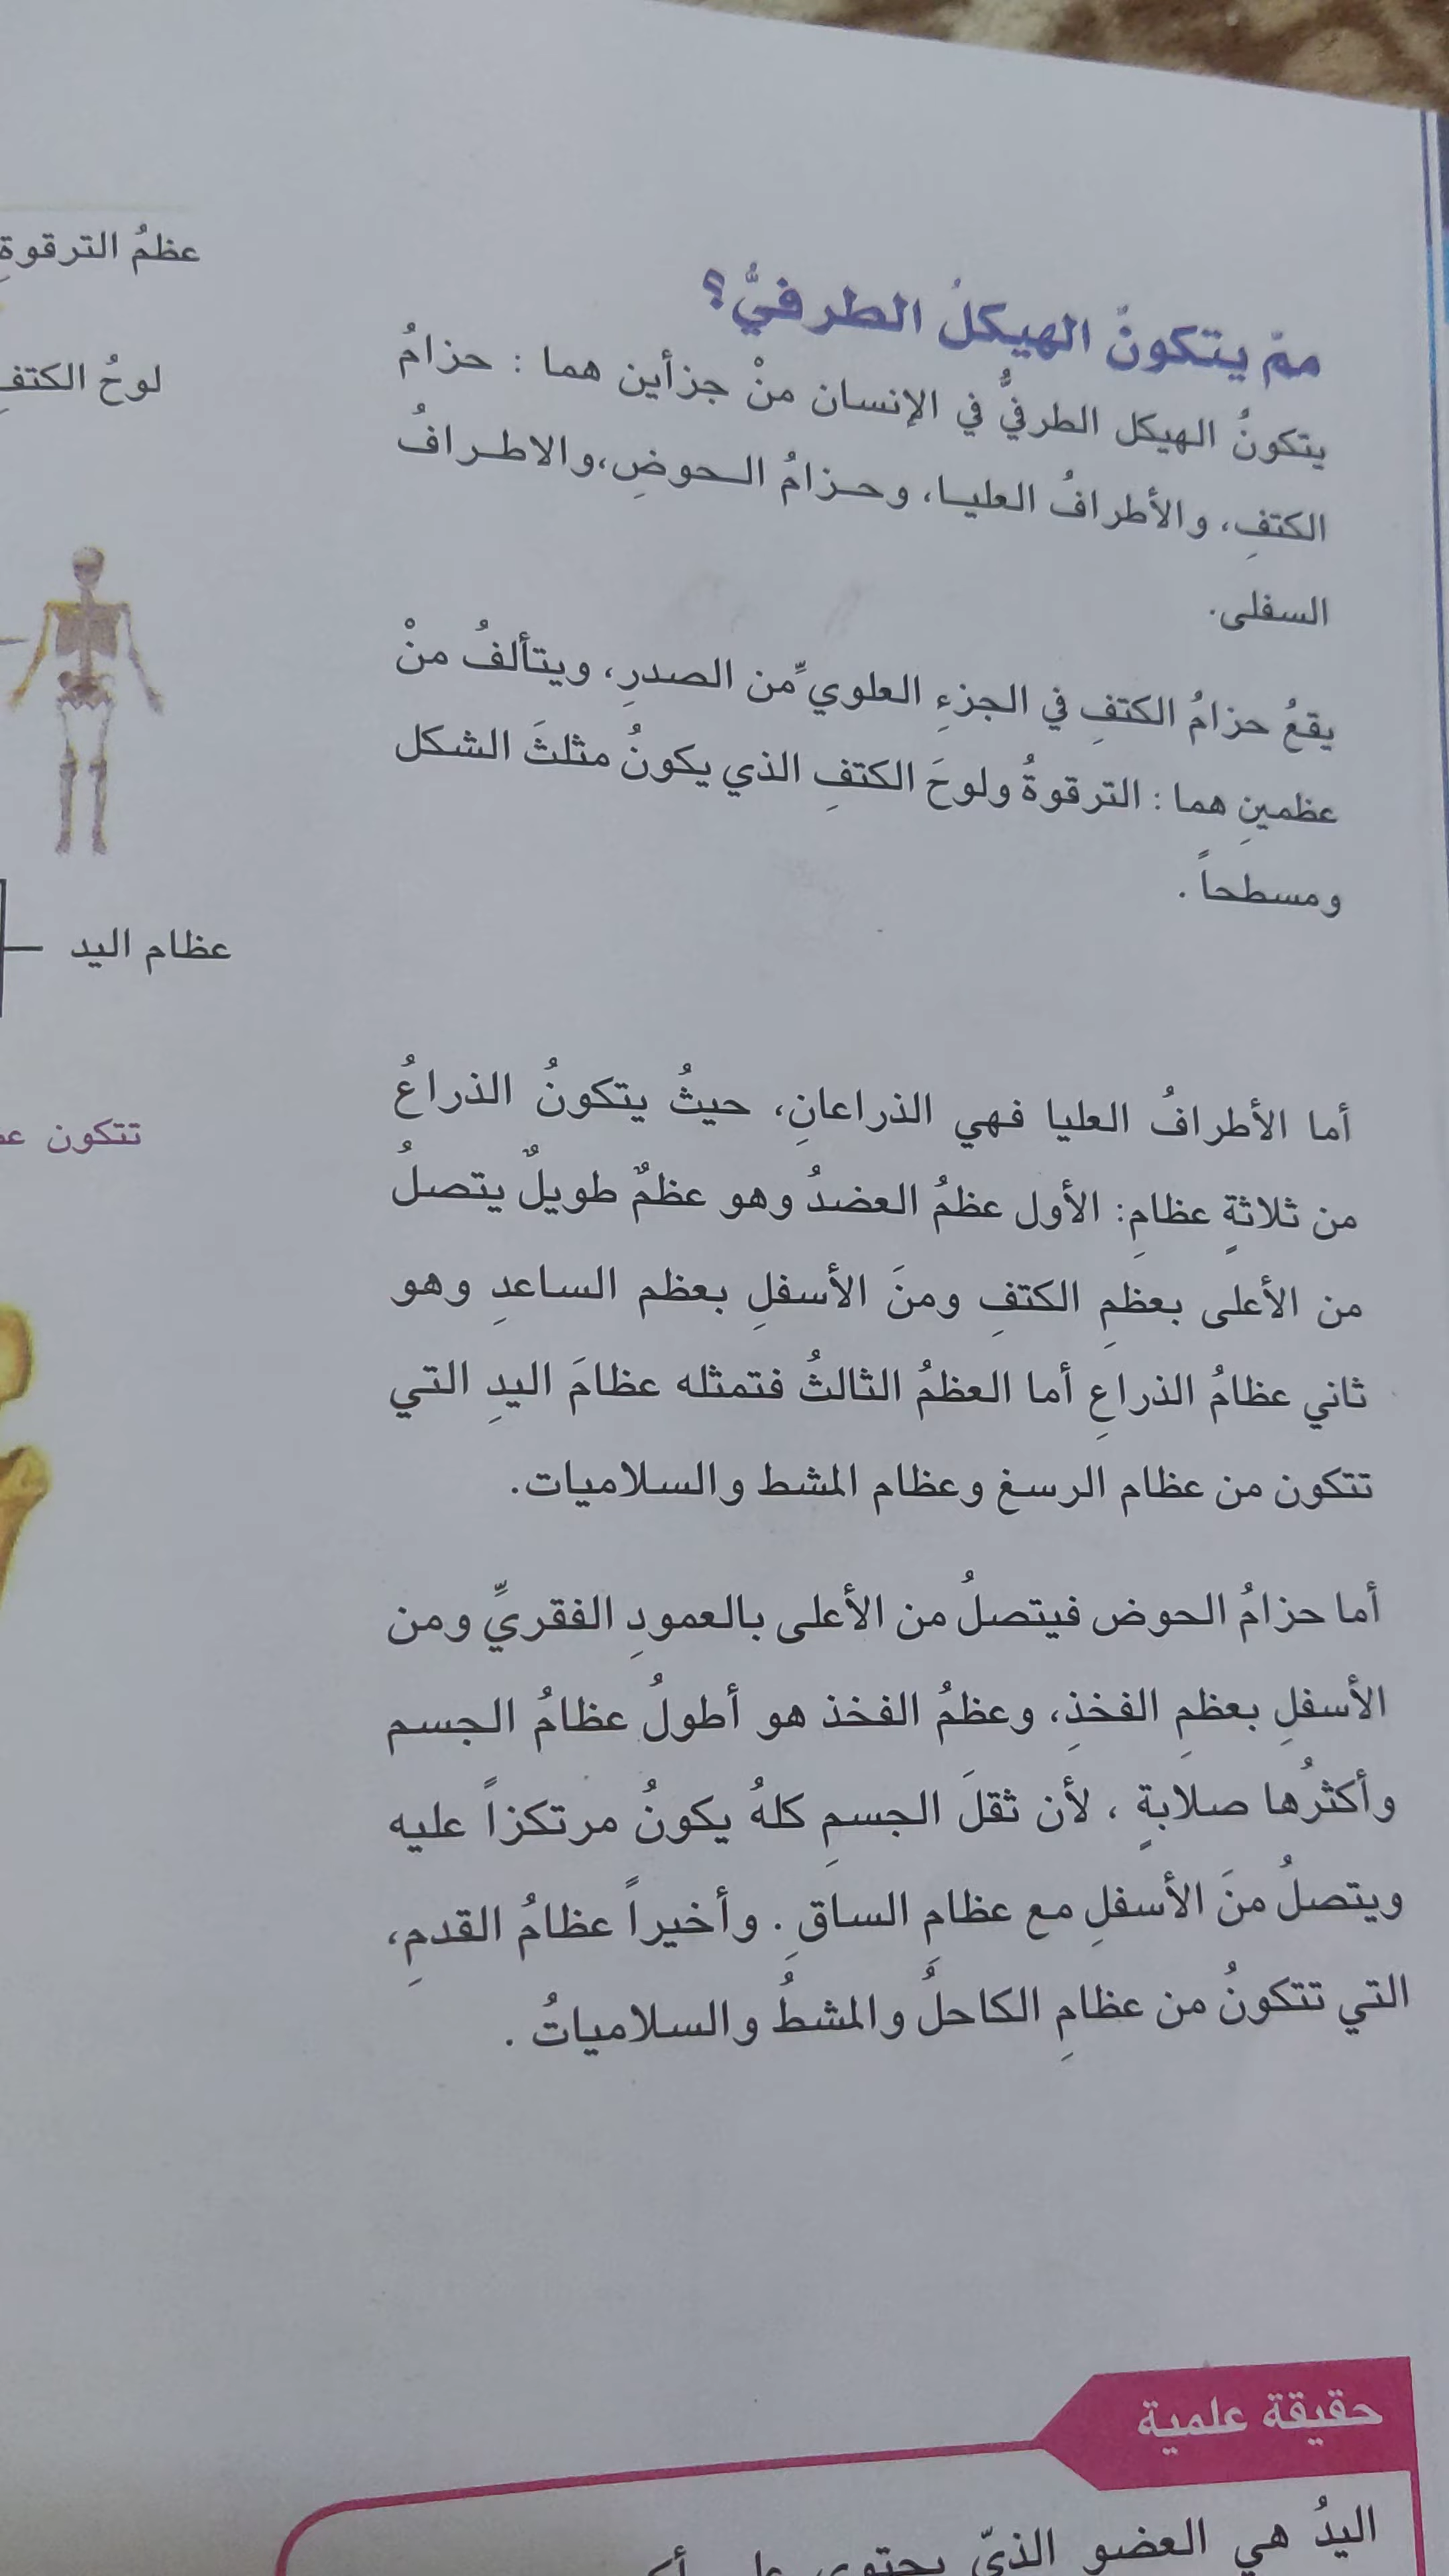 ممّ يتكونُ الهيكلُ الطرفيُّ؟
يتكونُ الهيكل الطرفيُّ في الإنسان منْ جزأين هما : حزامُ
الكتفِ، والأطرافُ العليا، وحزامُ الحوضِ،والاطرافُ
السفلى.
يقعُ حزامُ الكتفِ في الجزءِ العلويِّ من الصدرِ، ويتألفُ منْ
عظمينِ هما : الترقوةُ ولوحَ الكتفِ الذي يكونُ مثلثَ الشكل
ومسطحاً .
أما الأطرافُ العليا فهي الذراعانِ، حيثُ يتكونُ الذراعُ
من ثلاثةٍ عظامِ: الأول عظمُ العضدُ وهو عظمٌ طويلٌ يتصلُ
من الأعلى بعظمِ الكتفِ ومنَ الأسفلِ بعظم الساعدِ وهو
ثاني عظامُ الذراعِ أما العظمُ الثالثُ فتمثله عظامَ اليدِ التي
تتكون من عظام الرسغ وعظام المشط والسلاميات.
أما حزامُ الحوض فيتصلُ من الأعلى بالعمودِ الفقريِّ ومن
الأسفلِ بعظمِ الفخذِ، وعظمُ الفخذ هو أطولُ عظامُ الجسم
وأكثرُها صلابةٍ ، لأن ثقلَ الجسمِ كلهُ يكونُ مرتكزاً عليه
ويتصلُ منَ الأسفلِ مع عظامِ الساقِ . وأخيراً عظامُ القدمِ،
التي تتكونُ من عظامِ الكاحلُ والمشطُ والسلامياتُ .
حقيقة علمية
اليدُ هي العضو الذيّ يحتوي على
عظمُ الترقوةِ
لوحُ الكتفِ
عظام اليد
تتكون